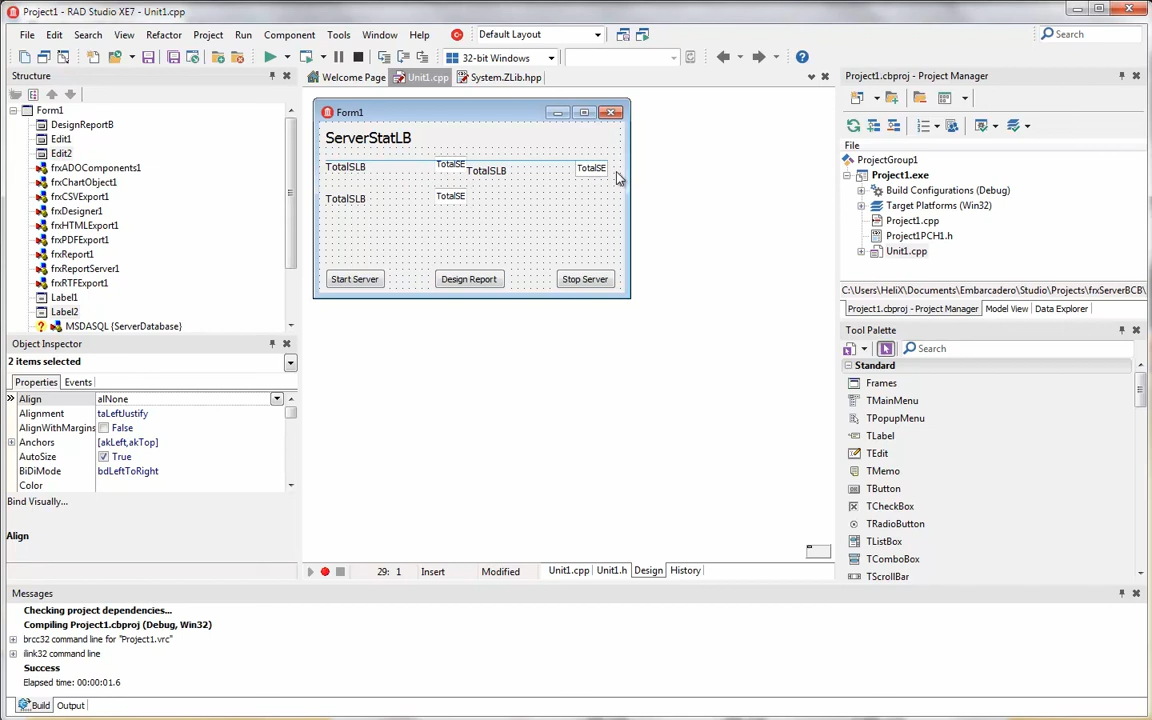 Project1 - RAD Studio XE7 - Unit1.cpp
File Edit Search View Refactor Project Run Component Tools Window Help
Default Layout
Search
32-bit Windows
Structure
Form1
DesignReportB
Edit1
Edit2
frxADOComponents1
frxChartObject1
frxCSVExport1
frxDesigner1
frxHTMLExport1
frxPDFExport1
frxReport1
frxReportServer1
frxRTFExport1
Label1
Label2
MSDASQL {ServerDatabase}
Object Inspector
2 items selected
Properties Events
Align alNone
Alignment taLeftJustify
AlignWithMargins False
Anchors [akLeft,akTop]
AutoSize True
BiDiMode bdLeftToRight
Color
Bind Visually...
Align
Welcome Page Unit1.cpp System.ZLib.hpp
Form1
ServerStatLB
TotalSLB TotalSE TotalSLB TotalSE
TotalSLB TotalSE
Start Server Design Report Stop Server
29: 1 Insert Modified Unit1.cpp Unit1.h Design History
Project1.cbproj - Project Manager
File
ProjectGroup1
Project1.exe
Build Configurations (Debug)
Target Platforms (Win32)
Project1.cpp
Project1PCH1.h
Unit1.cpp
C:\Users\HeliX\Documents\Embarcadero\Studio\Projects\frxServerBCB\
Project1.cbproj - Project Manager Model View Data Explorer
Tool Palette
Search
Standard
Frames
TMainMenu
TPopupMenu
TLabel
TEdit
TMemo
TButton
TCheckBox
TRadioButton
TListBox
TComboBox
TScrollBar
Messages
Checking project dependencies...
Compiling Project1.cbproj (Debug, Win32)
brcc32 command line for "Project1.vrc"
ilink32 command line
Success
Elapsed time: 00:00:01.6
Build Output